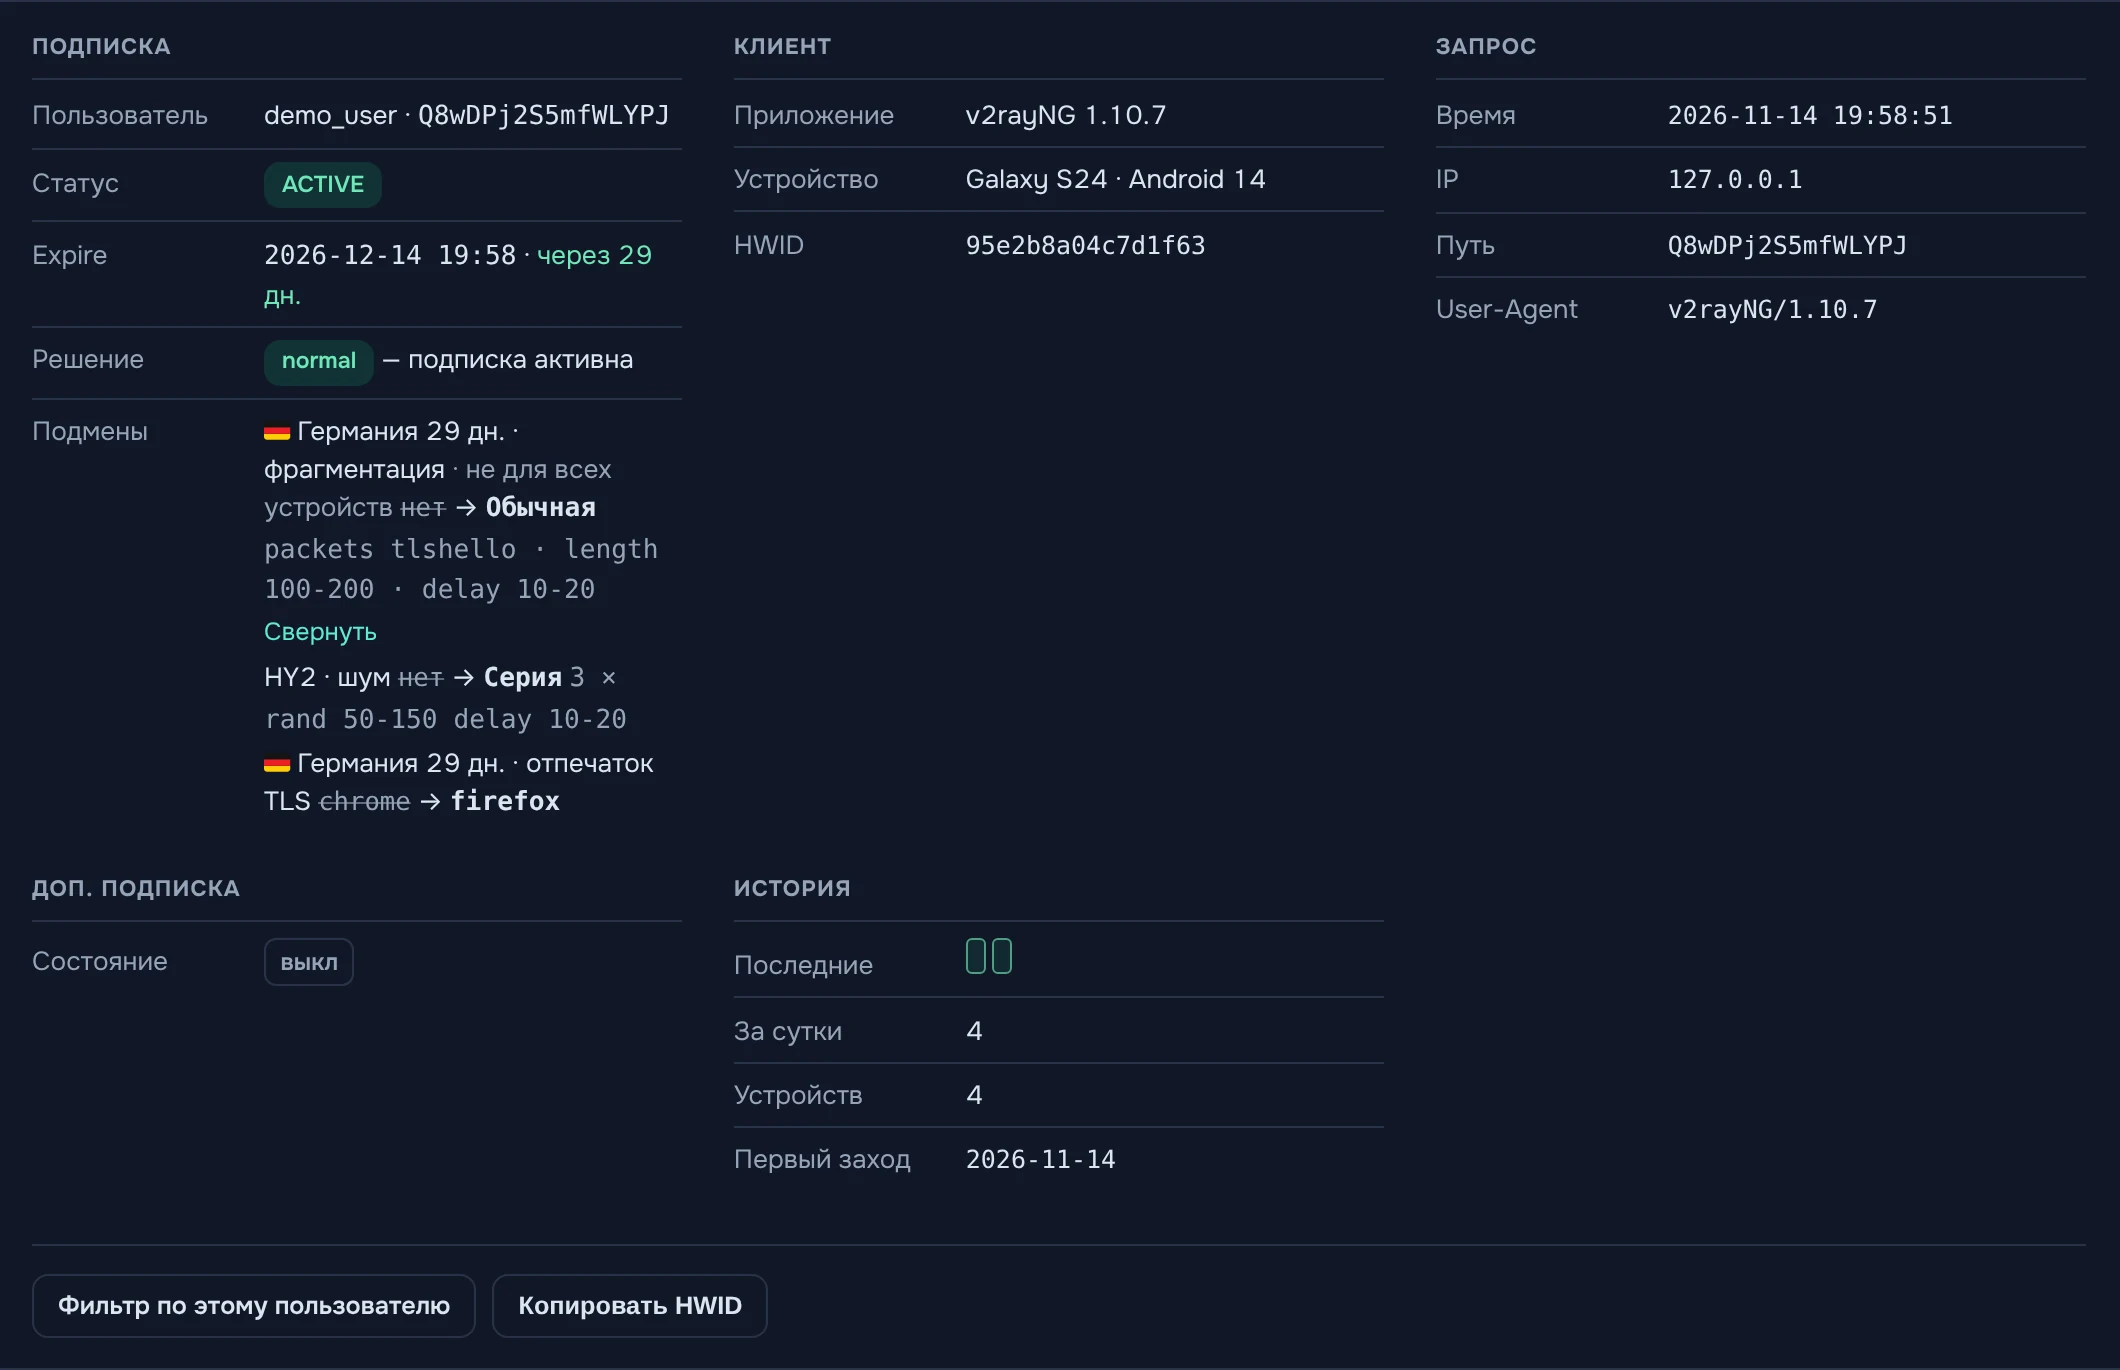 ПОДПИСКА
Пользователь demo_user · Q8wDPj2S5mfWLYPJ
Статус ACTIVE
Expire 2026-12-14 19:58 · через 29
дн.
Решение normal — подписка активна
Подмены Германия 29 дн. ·
фрагментация · не для всех
устройств нет → Обычная
packets tlshello · length
100-200 · delay 10-20
Свернуть
HY2 · шум нет → Серия 3 ×
rand 50-150 delay 10-20
Германия 29 дн. · отпечаток
TLS chrome → firefox
КЛИЕНТ
Приложение v2rayNG 1.10.7
Устройство Galaxy S24 · Android 14
HWID 95e2b8a04c7d1f63
ЗАПРОС
Время 2026-11-14 19:58:51
IP 127.0.0.1
Путь Q8wDPj2S5mfWLYPJ
User-Agent v2rayNG/1.10.7
ДОП. ПОДПИСКА
Состояние выкл
ИСТОРИЯ
Последние
За сутки 4
Устройств 4
Первый заход 2026-11-14
Фильтр по этому пользователю
Копировать HWID